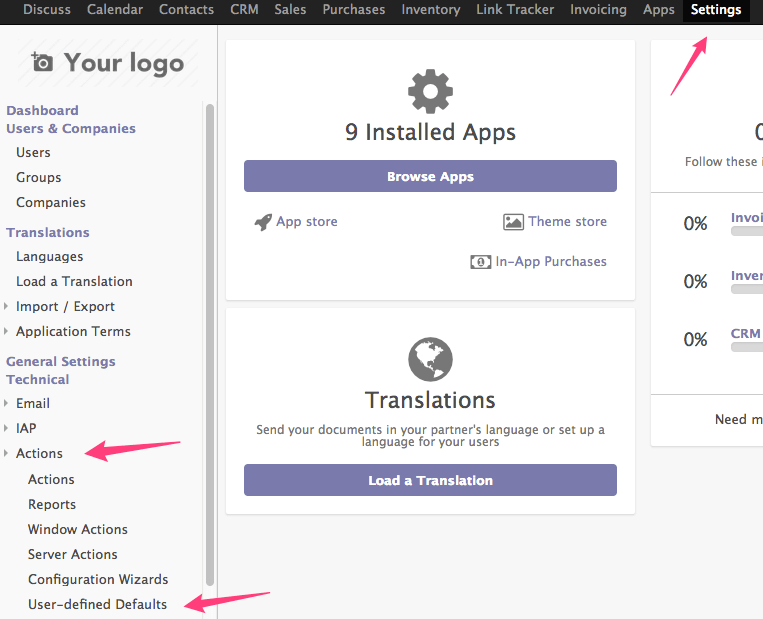 Discuss Calendar Contacts CRM Sales Purchases Inventory Link Tracker Invoicing Apps Settings
Your logo
Dashboard
Users & Companies
Users
Groups
Companies
Translations
Languages
Load a Translation
Import / Export
Application Terms
General Settings
Technical
Email
IAP
Actions
Actions
Reports
Window Actions
Server Actions
Configuration Wizards
User-defined Defaults
9 Installed Apps
Browse Apps
App store
Theme store
In-App Purchases
Translations
Send your documents in your partner's language or set up a
language for your users
Load a Translation
Follow these
0% Invoi
0% Inver
0% CRM
Need m